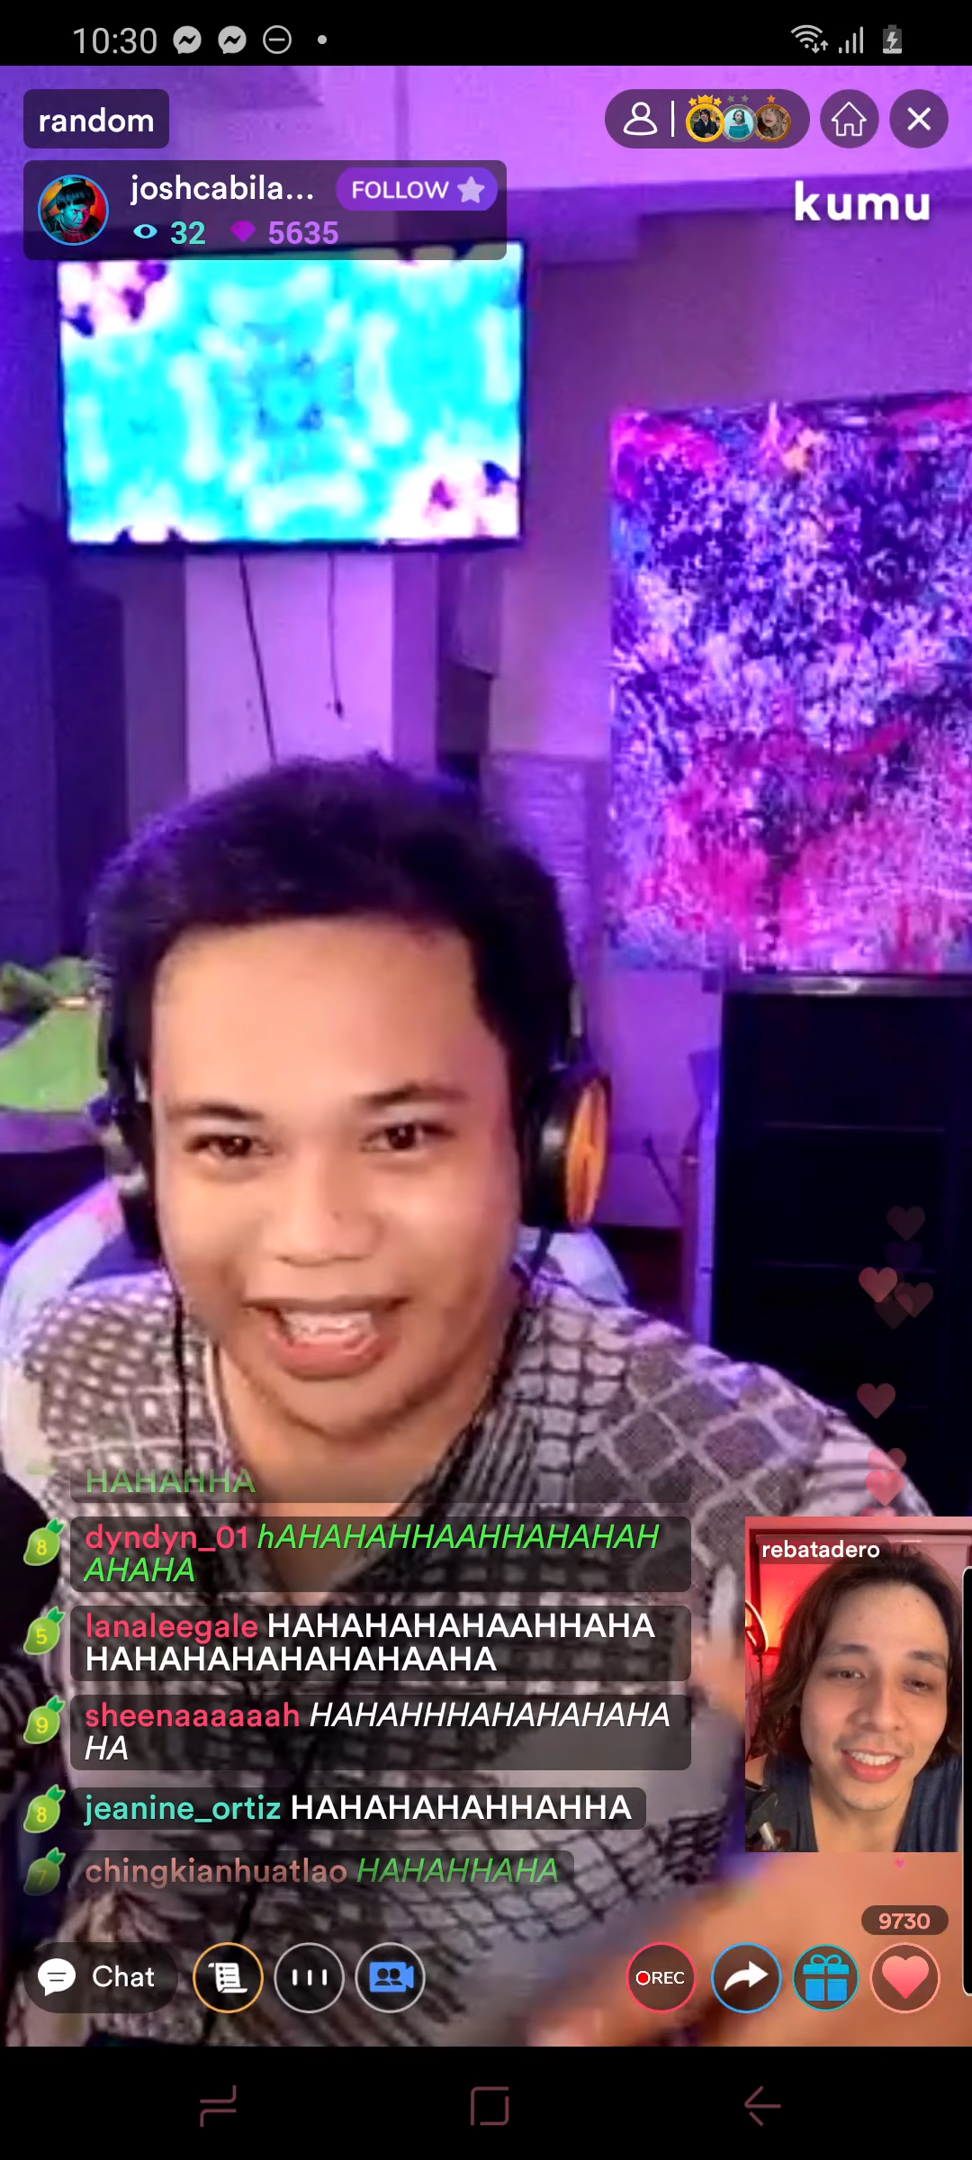 10:30
random
joshcabila... FOLLOW
32 5635
kumu
HAHAHHA
8 dyndyn_01 hAHAHAHHAAHHAHAHAH
AHAHA
5 lanaleegale HAHAHAHAHAAHHAHA
HAHAHAHAHAHAHAAHA
9 sheenaaaaaah HAHAHHHAHAHAHAHA
HA
8 jeanine_ortiz HAHAHAHAHHAHHA
7 chingkianhuatlao HAHAHHAHA
rebatadero
9730
Chat
REC